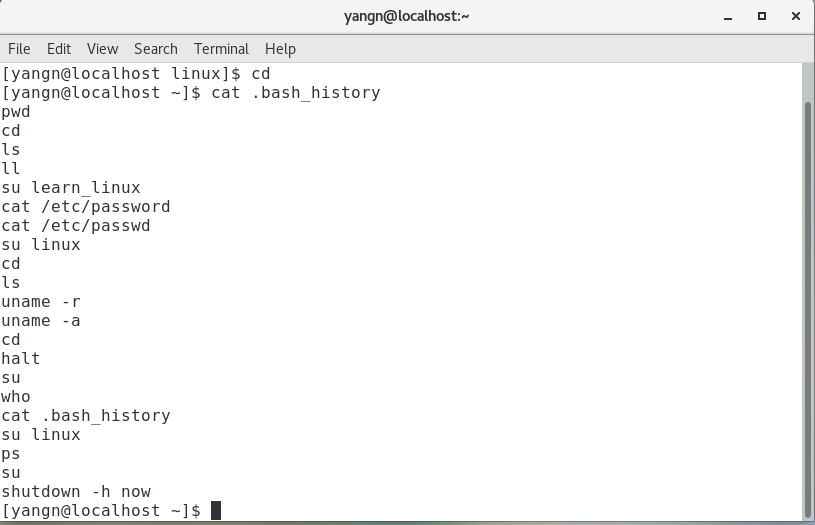 yangn@localhost:~
File Edit View Search Terminal Help
[yangn@localhost linux]$ cd
[yangn@localhost ~]$ cat .bash_history
pwd
cd
ls
ll
su learn_linux
cat /etc/password
cat /etc/passwd
su linux
cd
ls
uname -r
uname -a
cd
halt
su
who
cat .bash_history
su linux
ps
su
shutdown -h now
[yangn@localhost ~]$